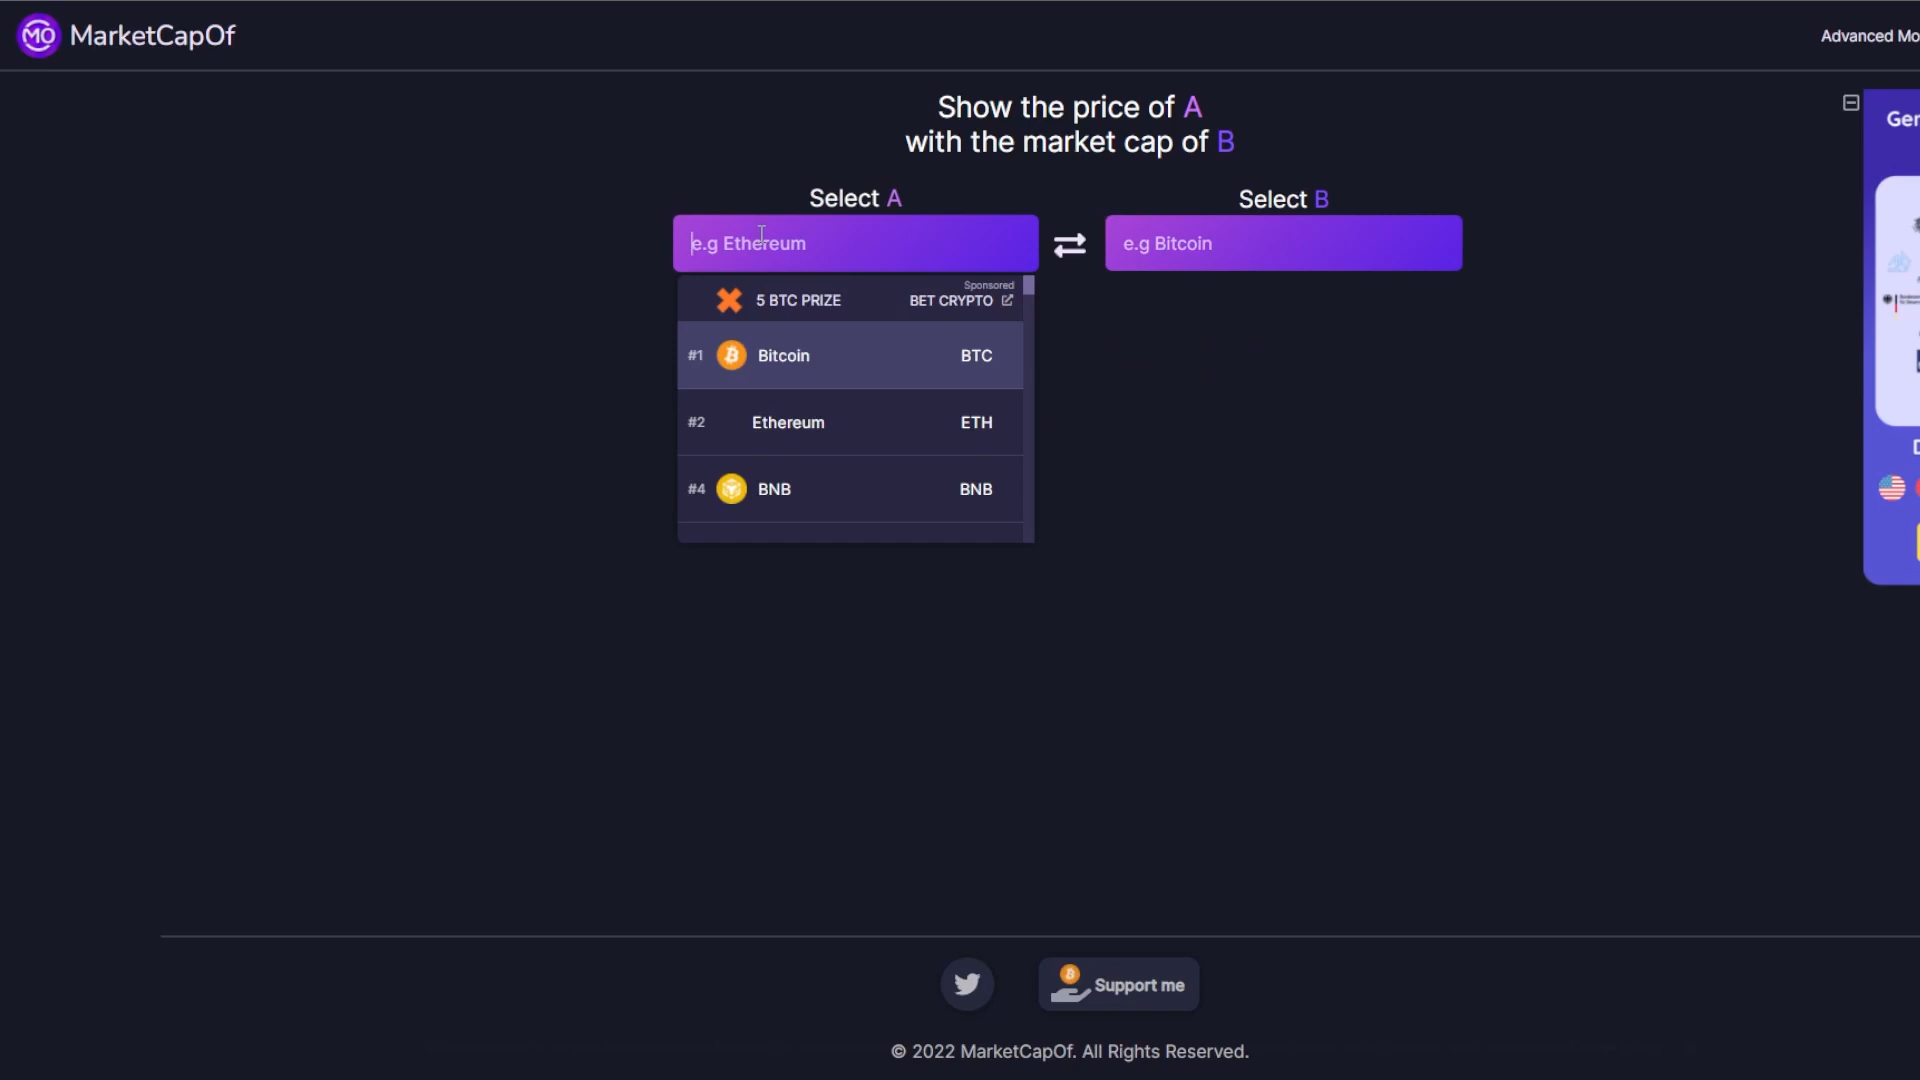 MO MarketCapOf
Advanced Mo
Show the price of A
with the market cap of B
Select A
Select B
e.g Ethereum
e.g Bitcoin
Sponsored
5 BTC PRIZE BET CRYPTO
#1 Bitcoin BTC
#2 Ethereum ETH
#4 BNB BNB
Ger
Support me
© 2022 MarketCapOf. All Rights Reserved.